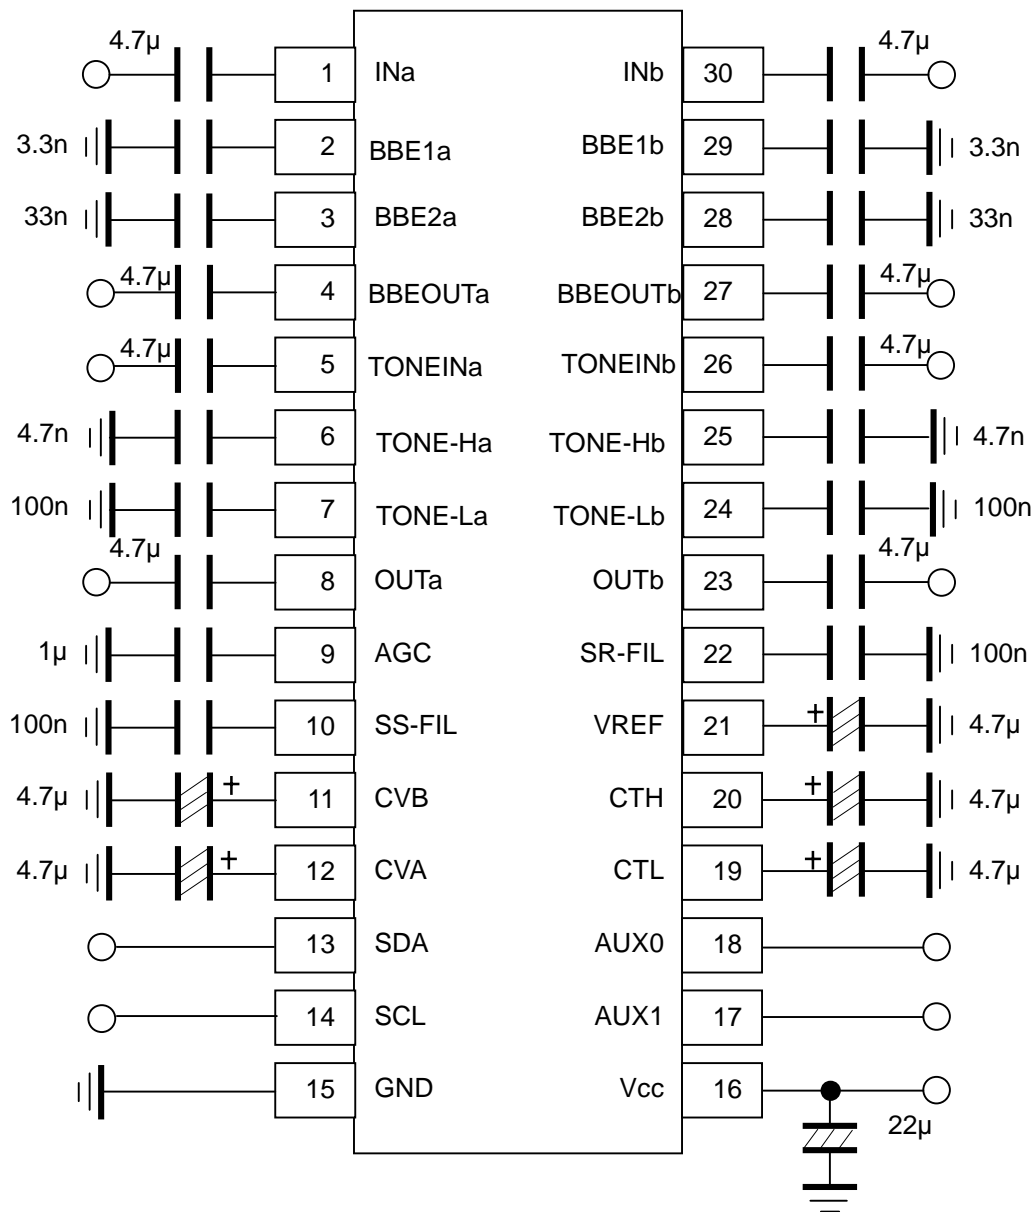 4.7µ 1 INa INb 30 4.7µ
3.3n 2 BBE1a BBE1b 29 3.3n
33n 3 BBE2a BBE2b 28 33n
4.7µ 4 BBEOUTa BBEOUTb 27 4.7µ
4.7µ 5 TONEINa TONEINb 26 4.7µ
4.7n 6 TONE-Ha TONE-Hb 25 4.7n
100n 7 TONE-La TONE-Lb 24 100n
4.7µ 8 OUTa OUTb 23 4.7µ
1µ 9 AGC SR-FIL 22 100n
100n 10 SS-FIL VREF 21 + 4.7µ
4.7µ + 11 CVB CTH 20 + 4.7µ
4.7µ + 12 CVA CTL 19 + 4.7µ
13 SDA AUX0 18
14 SCL AUX1 17
15 GND Vcc 16
22µ